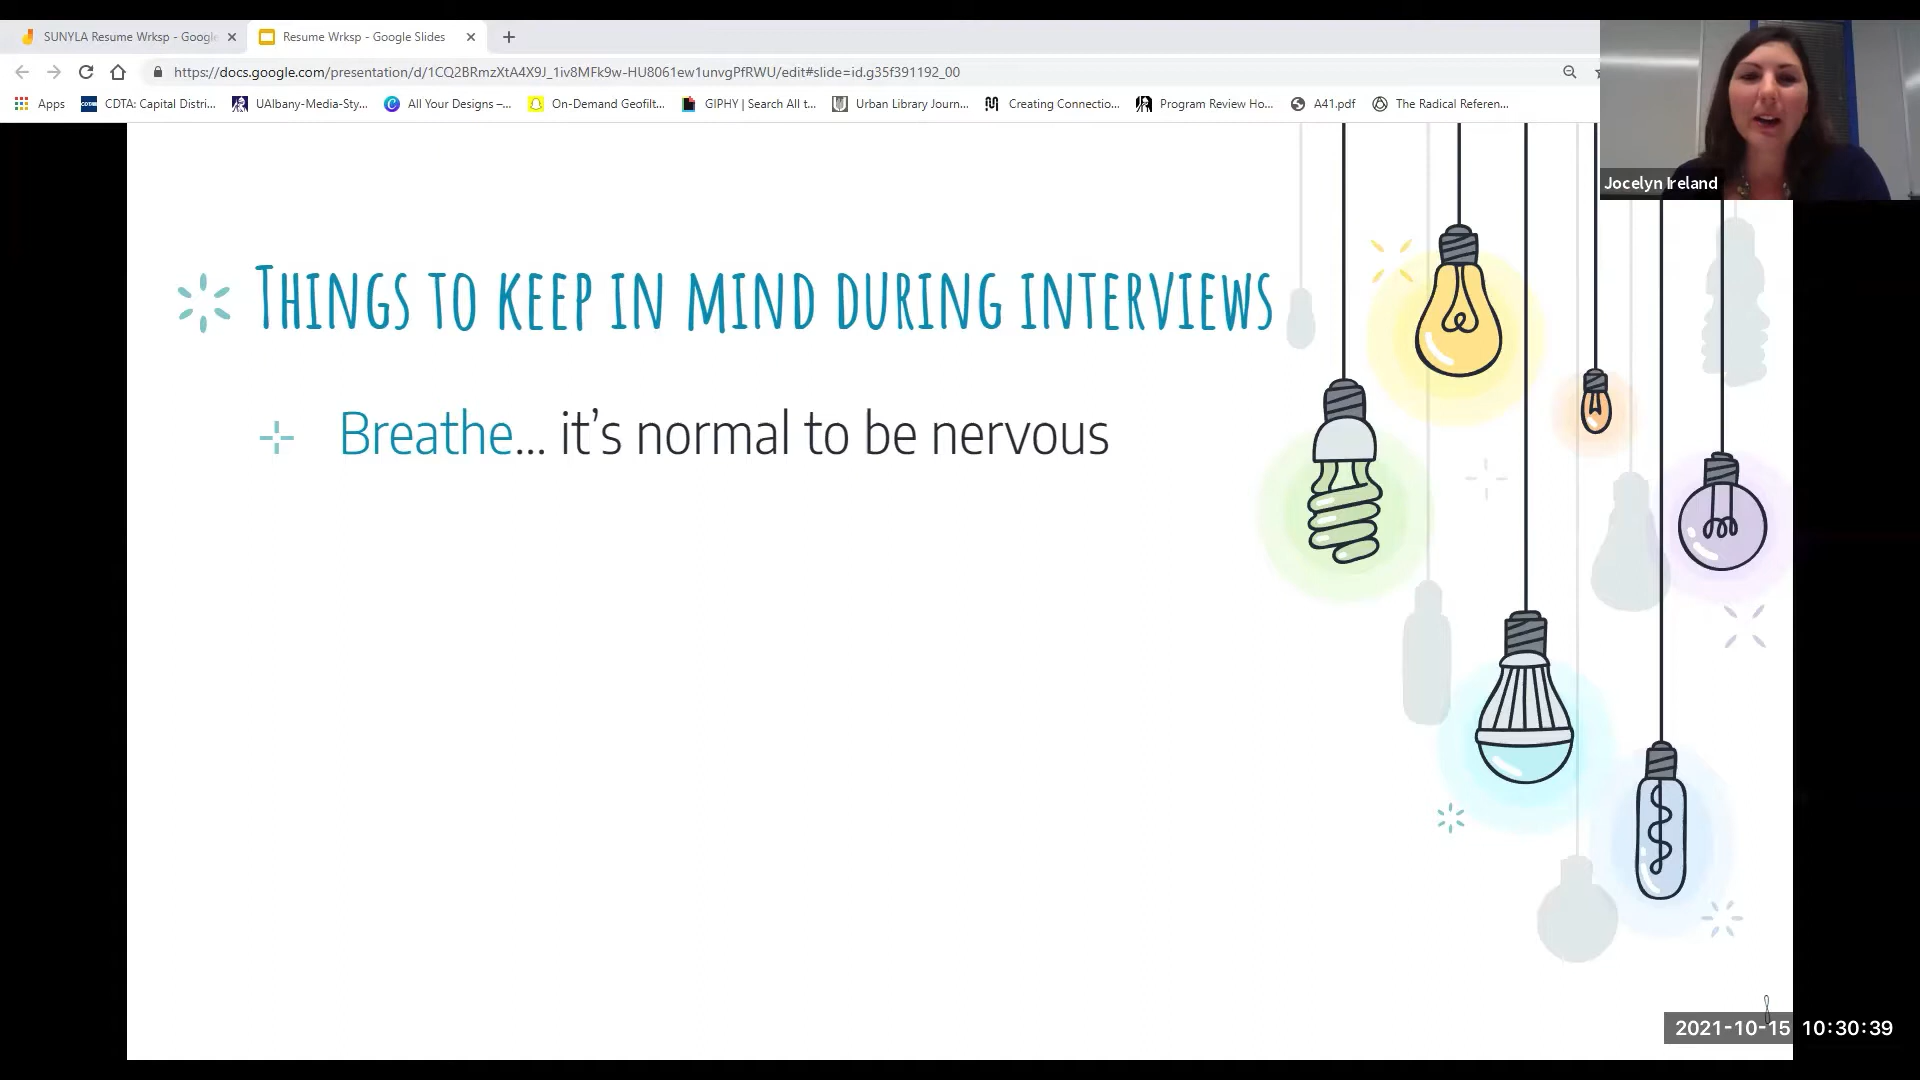 SUNYLA Resume Wrksp - Google
Resume Wrksp - Google Slides
https://docs.google.com/presentation/d/1CQ2BRmzXtA4X9J_1iv8MFk9w-HU8061ew1unvgPfRWU/edit#slide=id.g35f391192_00
Apps CDTA: Capital Distri... UAlbany-Media-Sty... All Your Designs –... On-Demand Geofilt... GIPHY | Search All t... Urban Library Journ... Creating Connectio... Program Review Ho... A41.pdf The Radical Referen...
Jocelyn Ireland
Things to keep in mind during interviews
Breathe... it’s normal to be nervous
2021-10-15 10:30:39